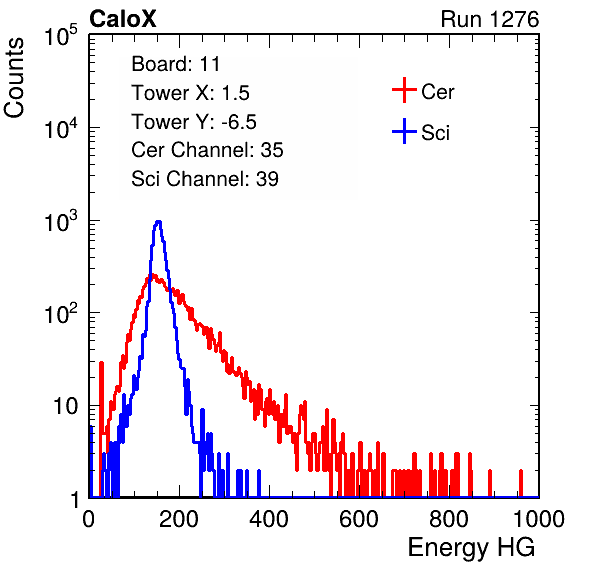 CaloX Run 1276
Counts
Board: 11
Tower X: 1.5
Tower Y: -6.5
Cer Channel: 35
Sci Channel: 39
Cer
Sci
10^5
10^4
10^3
10^2
10
1
0 200 400 600 800 1000
Energy HG